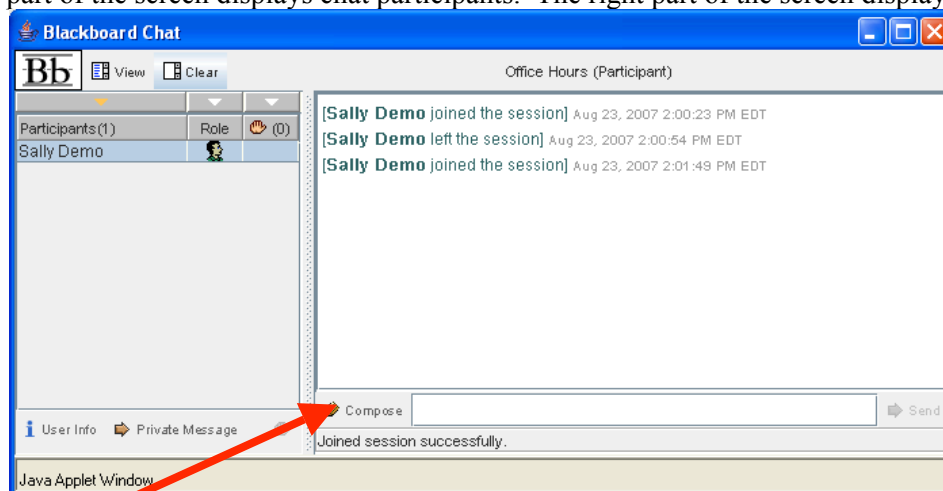 part of the screen displays chat participants. The right part of the screen display
Blackboard Chat
Bb View Clear Office Hours (Participant)
Participants(1) Role (0)
Sally Demo
[Sally Demo joined the session] Aug 23, 2007 2:00:23 PM EDT
[Sally Demo left the session] Aug 23, 2007 2:00:54 PM EDT
[Sally Demo joined the session] Aug 23, 2007 2:01:49 PM EDT
Compose Send
User Info Private Message
Joined session successfully.
Java Applet Window